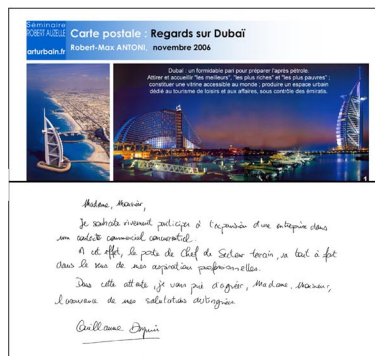 Séminaire
ROBERT AUZELLE
arturbain.fr
Carte postale : Regards sur Dubaï
Robert-Max ANTONI, novembre 2006
Dubaï : un formidable pari pour préparer l'après pétrole.
Attirer et accueillir "les meilleurs", "les plus riches" et "les plus pauvres" ;
constituer une vitrine accessible au monde ; produire un espace urbain
dédié au tourisme de loisirs et aux affaires, sous contrôle des émirats.
1
Madame, Monsieur,
Je souhaite vivement participer à l'expansion d'une entreprise dans
un contexte commercial concurrentiel.
A cet effet, le poste de Chef de Secteur terrain, va tout à fait
dans le sens de mes aspirations professionnelles.
Dans cette attente, je vous prie d'agréer, Madame, Monsieur,
l'assurance de mes salutations distinguées
Guillaume